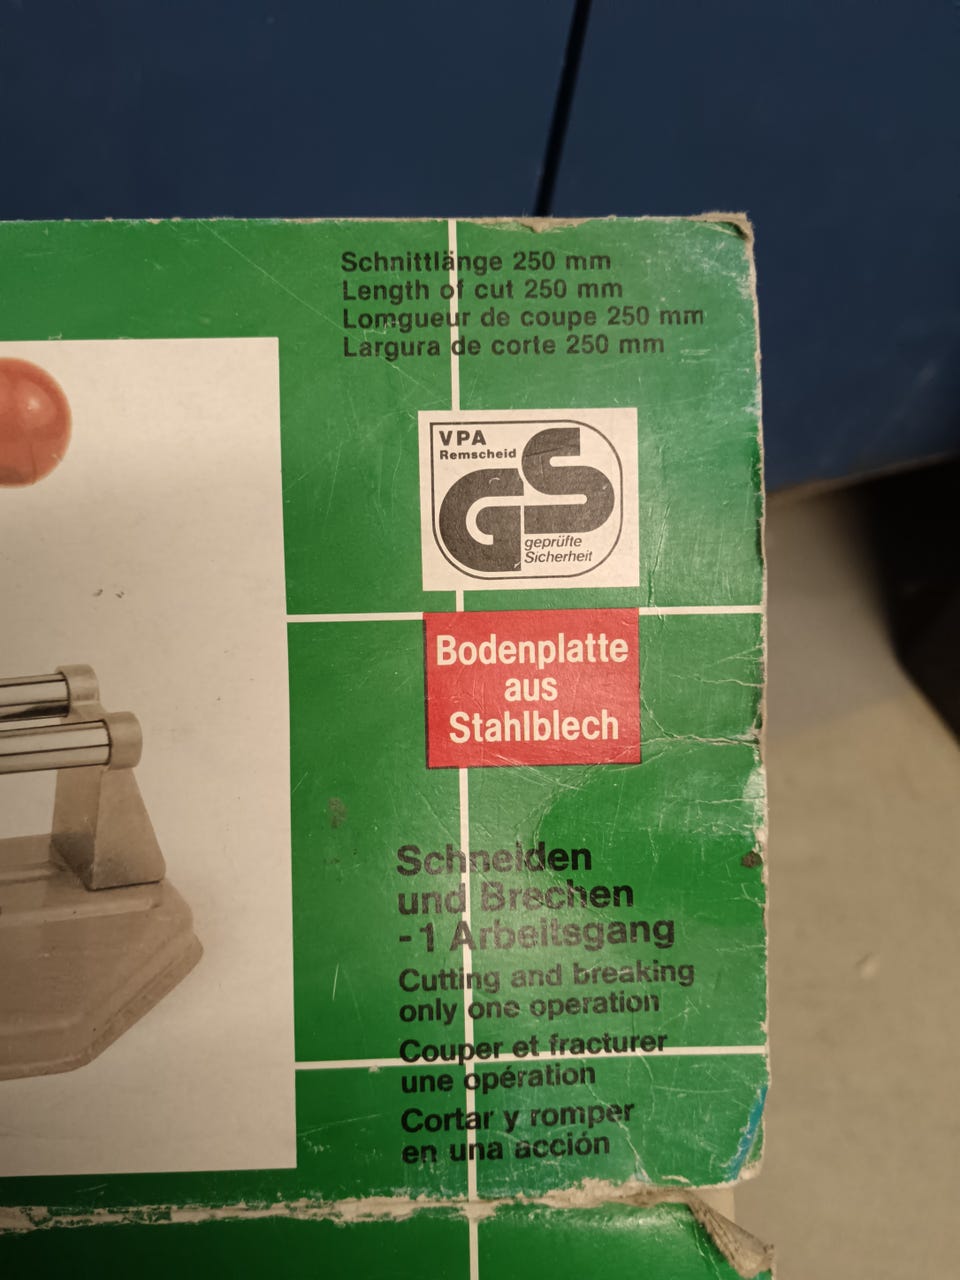 Schnittlänge 250 mm
Length of cut 250 mm
Lomgueur de coupe 250 mm
Largura de corte 250 mm
VPA
Remscheid
GS
geprüfte
Sicherheit
Bodenplatte
aus
Stahlblech
Schneiden
und Brechen
-1 Arbeitsgang
Cutting and breaking
only one operation
Couper et fracturer
une opération
Cortar y romper
en una acción